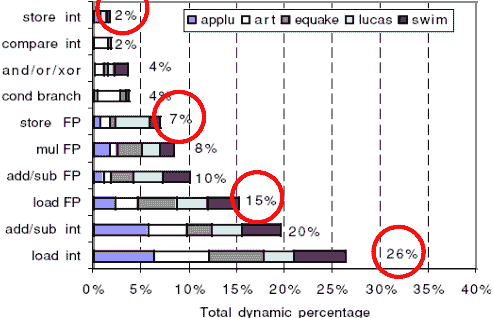 applu art equake lucas swim
store int 2%
compare int 2%
and/or/xor 4%
cond branch 4%
store FP 7%
mul FP 8%
add/sub FP 10%
load FP 15%
add/sub int 20%
load int 26%
0% 5% 10% 15% 20% 25% 30% 35% 40%
Total dynamic percentage